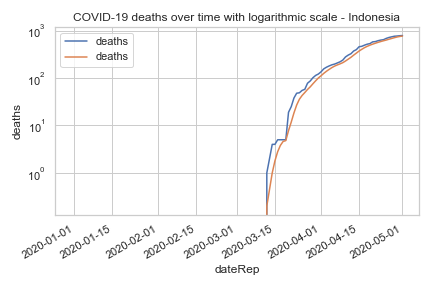 COVID-19 deaths over time with logarithmic scale - Indonesia
deaths
deaths
deaths
10³
10²
10¹
10⁰
2020-01-01
2020-01-15
2020-02-01
2020-02-15
2020-03-01
2020-03-15
2020-04-01
2020-04-15
2020-05-01
dateRep